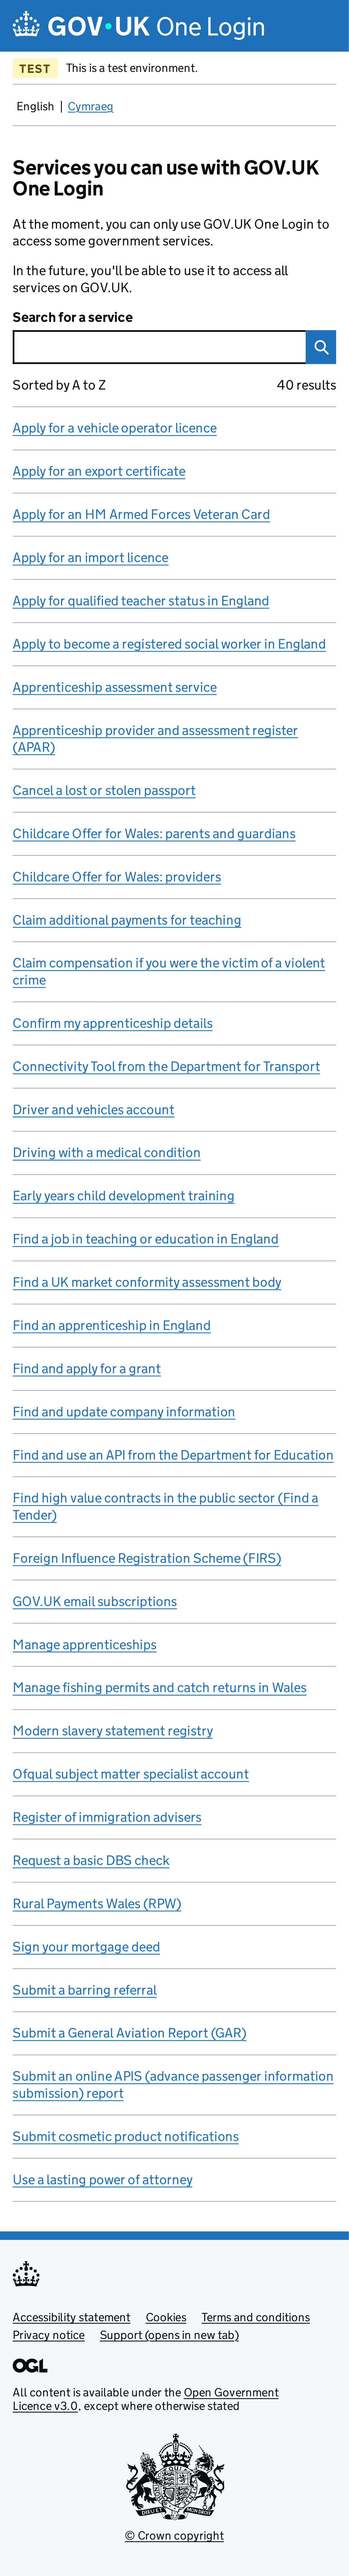 GOV·UK One Login
TEST This is a test environment.
English | Cymraeg
Services you can use with GOV.UK
One Login
At the moment, you can only use GOV.UK One Login to
access some government services.
In the future, you'll be able to use it to access all
services on GOV.UK.
Search for a service
Sorted by A to Z 40 results
Apply for a vehicle operator licence
Apply for an export certificate
Apply for an HM Armed Forces Veteran Card
Apply for an import licence
Apply for qualified teacher status in England
Apply to become a registered social worker in England
Apprenticeship assessment service
Apprenticeship provider and assessment register
(APAR)
Cancel a lost or stolen passport
Childcare Offer for Wales: parents and guardians
Childcare Offer for Wales: providers
Claim additional payments for teaching
Claim compensation if you were the victim of a violent
crime
Confirm my apprenticeship details
Connectivity Tool from the Department for Transport
Driver and vehicles account
Driving with a medical condition
Early years child development training
Find a job in teaching or education in England
Find a UK market conformity assessment body
Find an apprenticeship in England
Find and apply for a grant
Find and update company information
Find and use an API from the Department for Education
Find high value contracts in the public sector (Find a
Tender)
Foreign Influence Registration Scheme (FIRS)
GOV.UK email subscriptions
Manage apprenticeships
Manage fishing permits and catch returns in Wales
Modern slavery statement registry
Ofqual subject matter specialist account
Register of immigration advisers
Request a basic DBS check
Rural Payments Wales (RPW)
Sign your mortgage deed
Submit a barring referral
Submit a General Aviation Report (GAR)
Submit an online APIS (advance passenger information
submission) report
Submit cosmetic product notifications
Use a lasting power of attorney
Accessibility statement Cookies Terms and conditions
Privacy notice Support (opens in new tab)
OGL
All content is available under the Open Government
Licence v3.0, except where otherwise stated
© Crown copyright